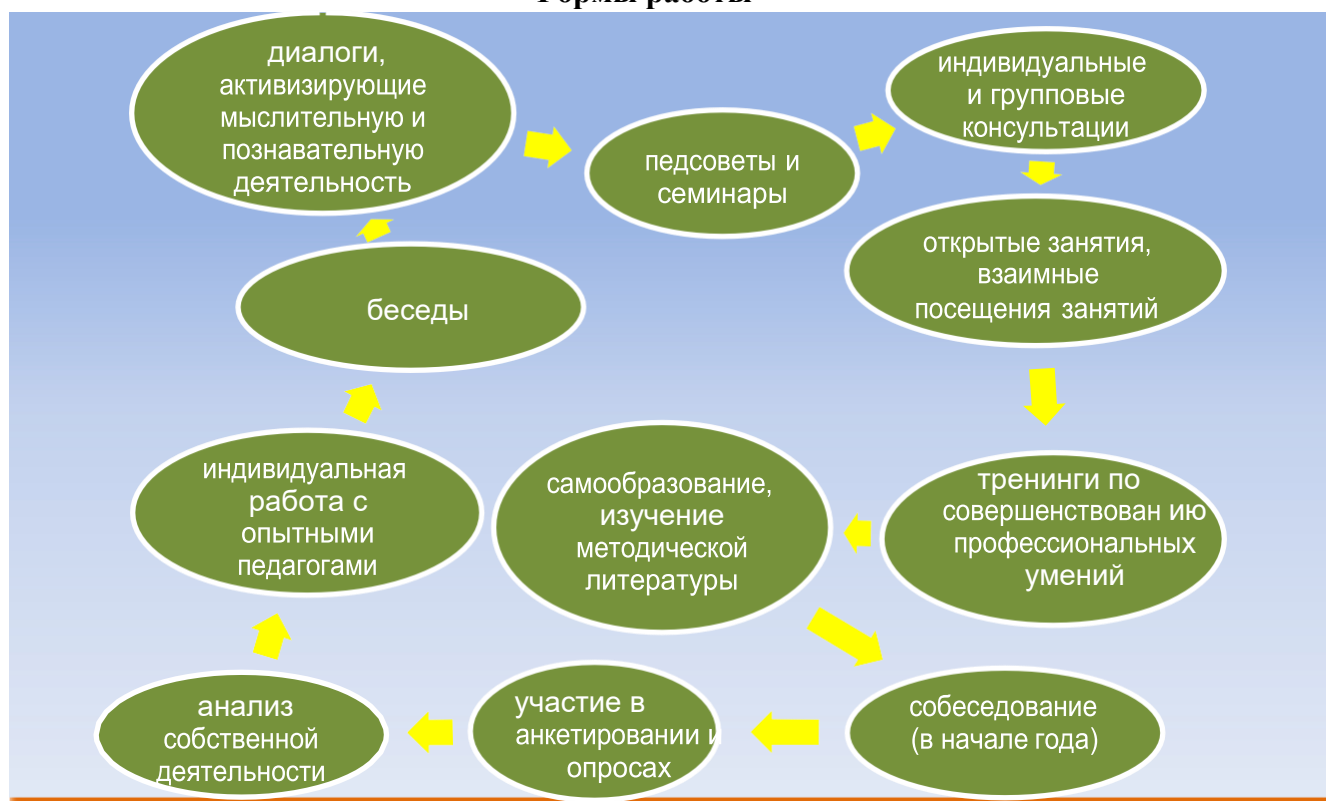 Формы работы
диалоги,
активизирующие
мыслительную и
познавательную
деятельность
педсоветы и
семинары
индивидуальные
и групповые
консультации
открытые занятия,
взаимные
посещения занятий
тренинги по
совершенствован ию
профессиональных
умений
самообразование,
изучение
методической
литературы
собеседование
(в начале года)
участие в
анкетировании и
опросах
анализ
собственной
деятельности
индивидуальная
работа с
опытными
педагогами
беседы